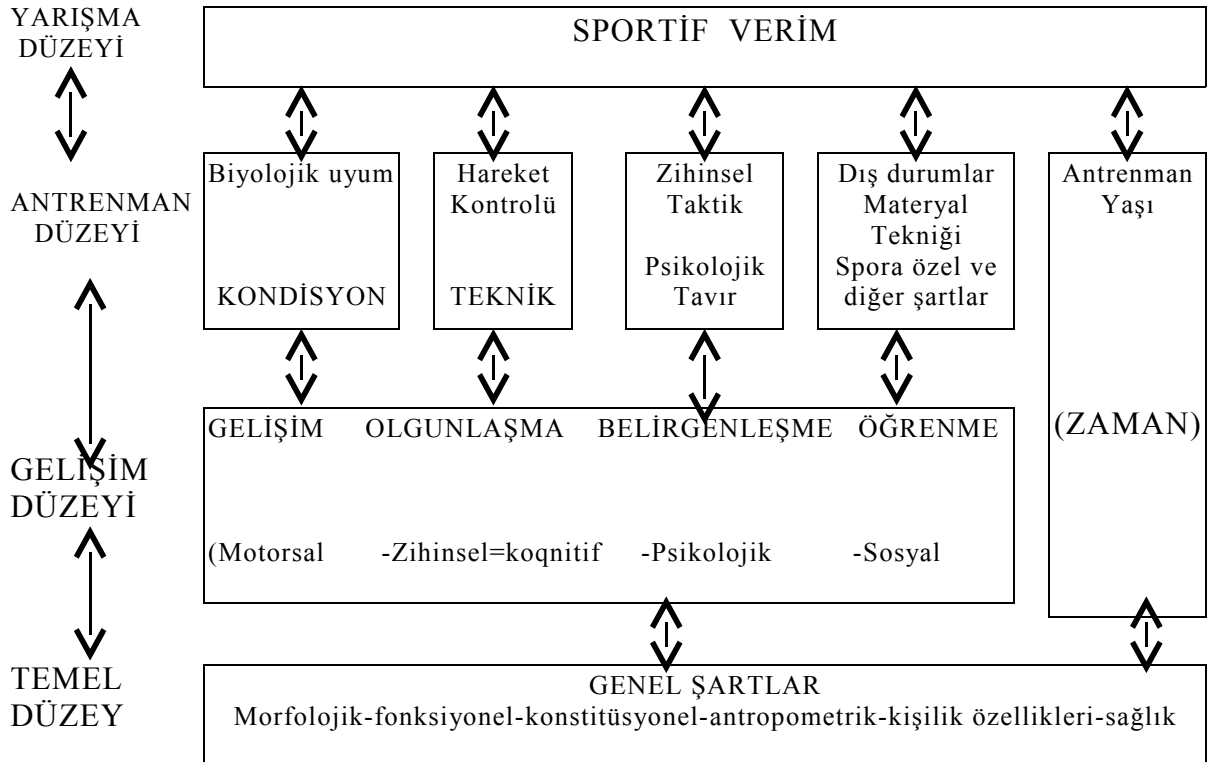 YARIŞMA
DÜZEYİ
SPORTİF VERİM
ANTRENMAN
DÜZEYİ
Biyolojik uyum
KONDİSYON
Hareket
Kontrolü
TEKNİK
Zihinsel
Taktik
Psikolojik
Tavır
Dış durumlar
Materyal
Tekniği
Spora özel ve
diğer şartlar
Antrenman
Yaşı
(ZAMAN)
GELİŞİM
DÜZEYİ
GELİŞİM OLGUNLAŞMA BELİRGENLEŞME ÖĞRENME
(Motorsal -Zihinsel=koqnitif -Psikolojik -Sosyal
TEMEL
DÜZEY
GENEL ŞARTLAR
Morfolojik-fonksiyonel-konstitüsyonel-antropometrik-kişilik özellikleri-sağlık